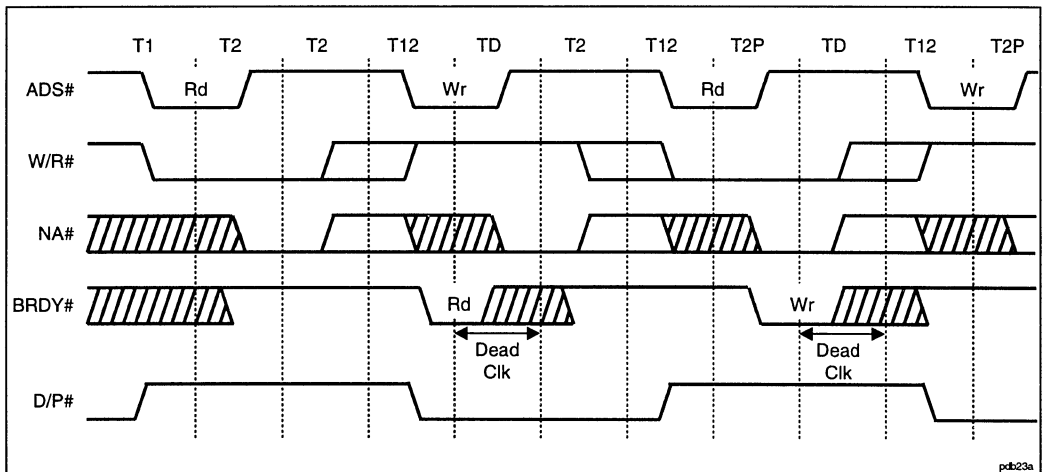 T1 T2 T2 T12 TD T2 T12 T2P TD T12 T2P
ADS# Rd Wr Rd Wr
W/R#
NA#
BRDY# Rd Wr
Dead Dead
Clk Clk
D/P#
pdb23a